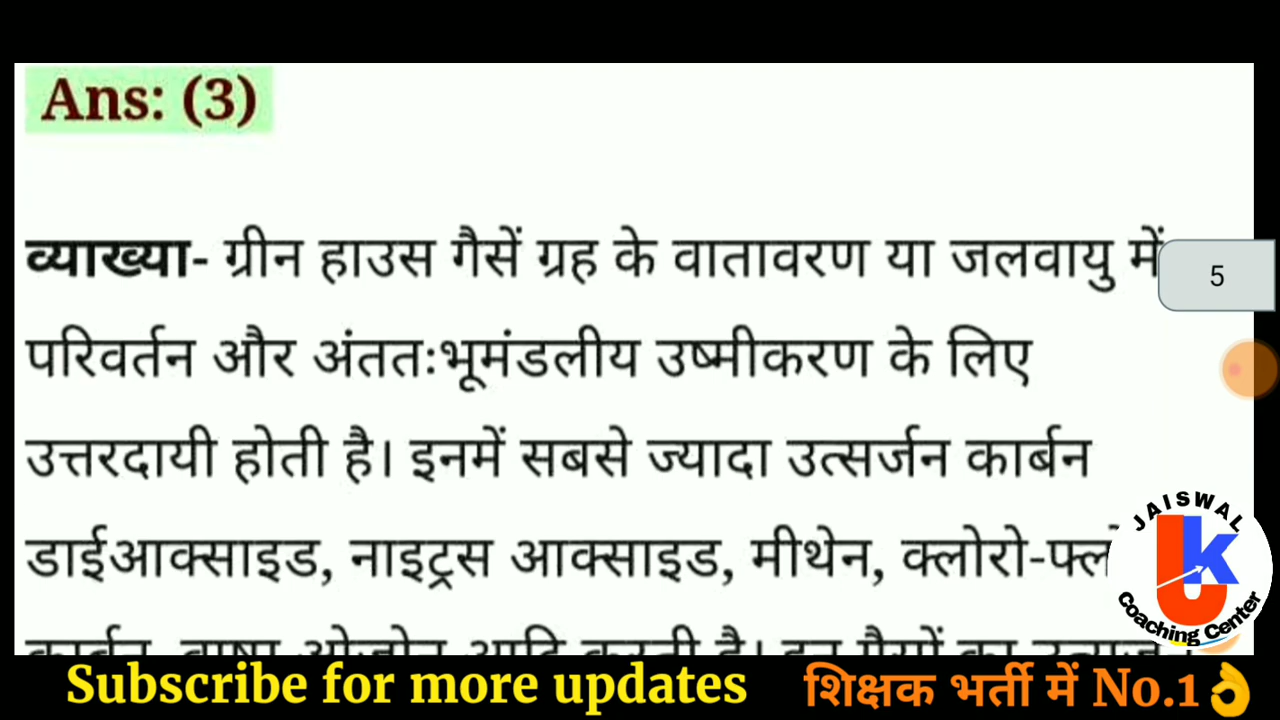 Ans: (3)
व्याख्या- ग्रीन हाउस गैसें ग्रह के वातावरण या जलवायु में
5
परिवर्तन और अंततःभूमंडलीय उष्मीकरण के लिए
उत्तरदायी होती है। इनमें सबसे ज्यादा उत्सर्जन कार्बन
डाईआक्साइड, नाइट्रस आक्साइड, मीथेन, क्लोरो-
JAISWAL
JK
Coaching Center
Subscribe for more updates
शिक्षक भर्ती में No.1👌